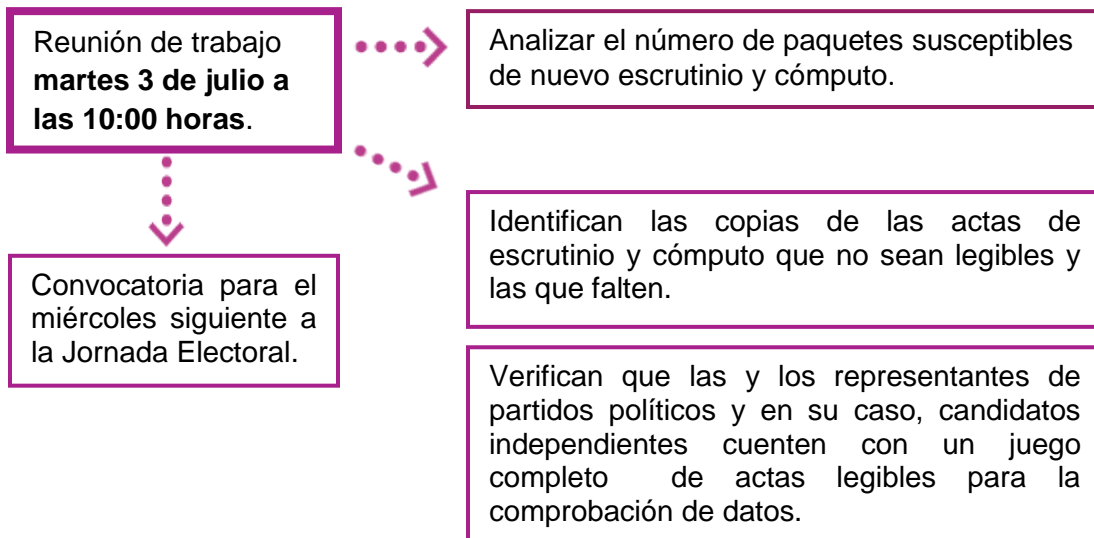 Reunión de trabajo
martes 3 de julio a
las 10:00 horas.
Analizar el número de paquetes susceptibles
de nuevo escrutinio y cómputo.
Identifican las copias de las actas de
escrutinio y cómputo que no sean legibles y
las que falten.
Convocatoria para el
miércoles siguiente a
la Jornada Electoral.
Verifican que las y los representantes de
partidos políticos y en su caso, candidatos
independientes cuenten con un juego
completo de actas legibles para la
comprobación de datos.